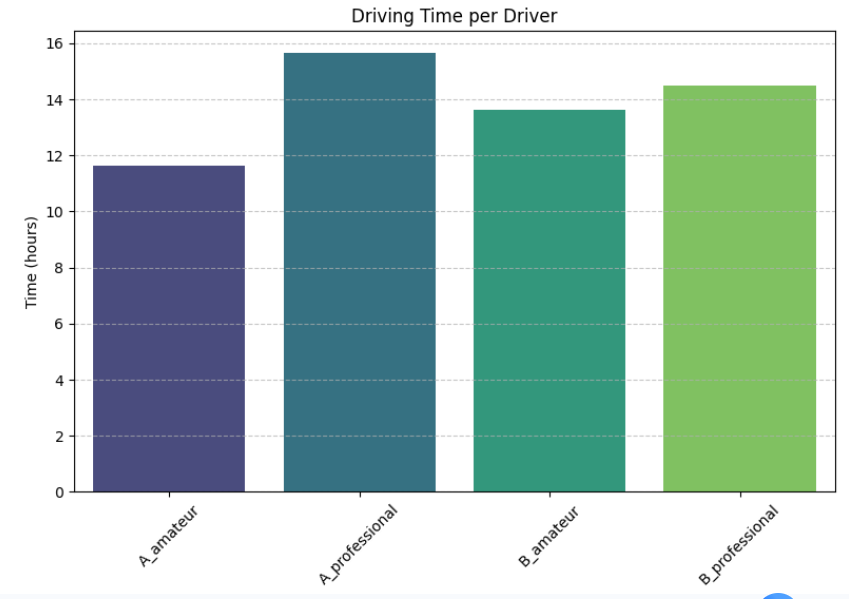 Driving Time per Driver
Time (hours)
16
14
12
10
8
6
4
2
0
A_amateur
A_professional
B_amateur
B_professional